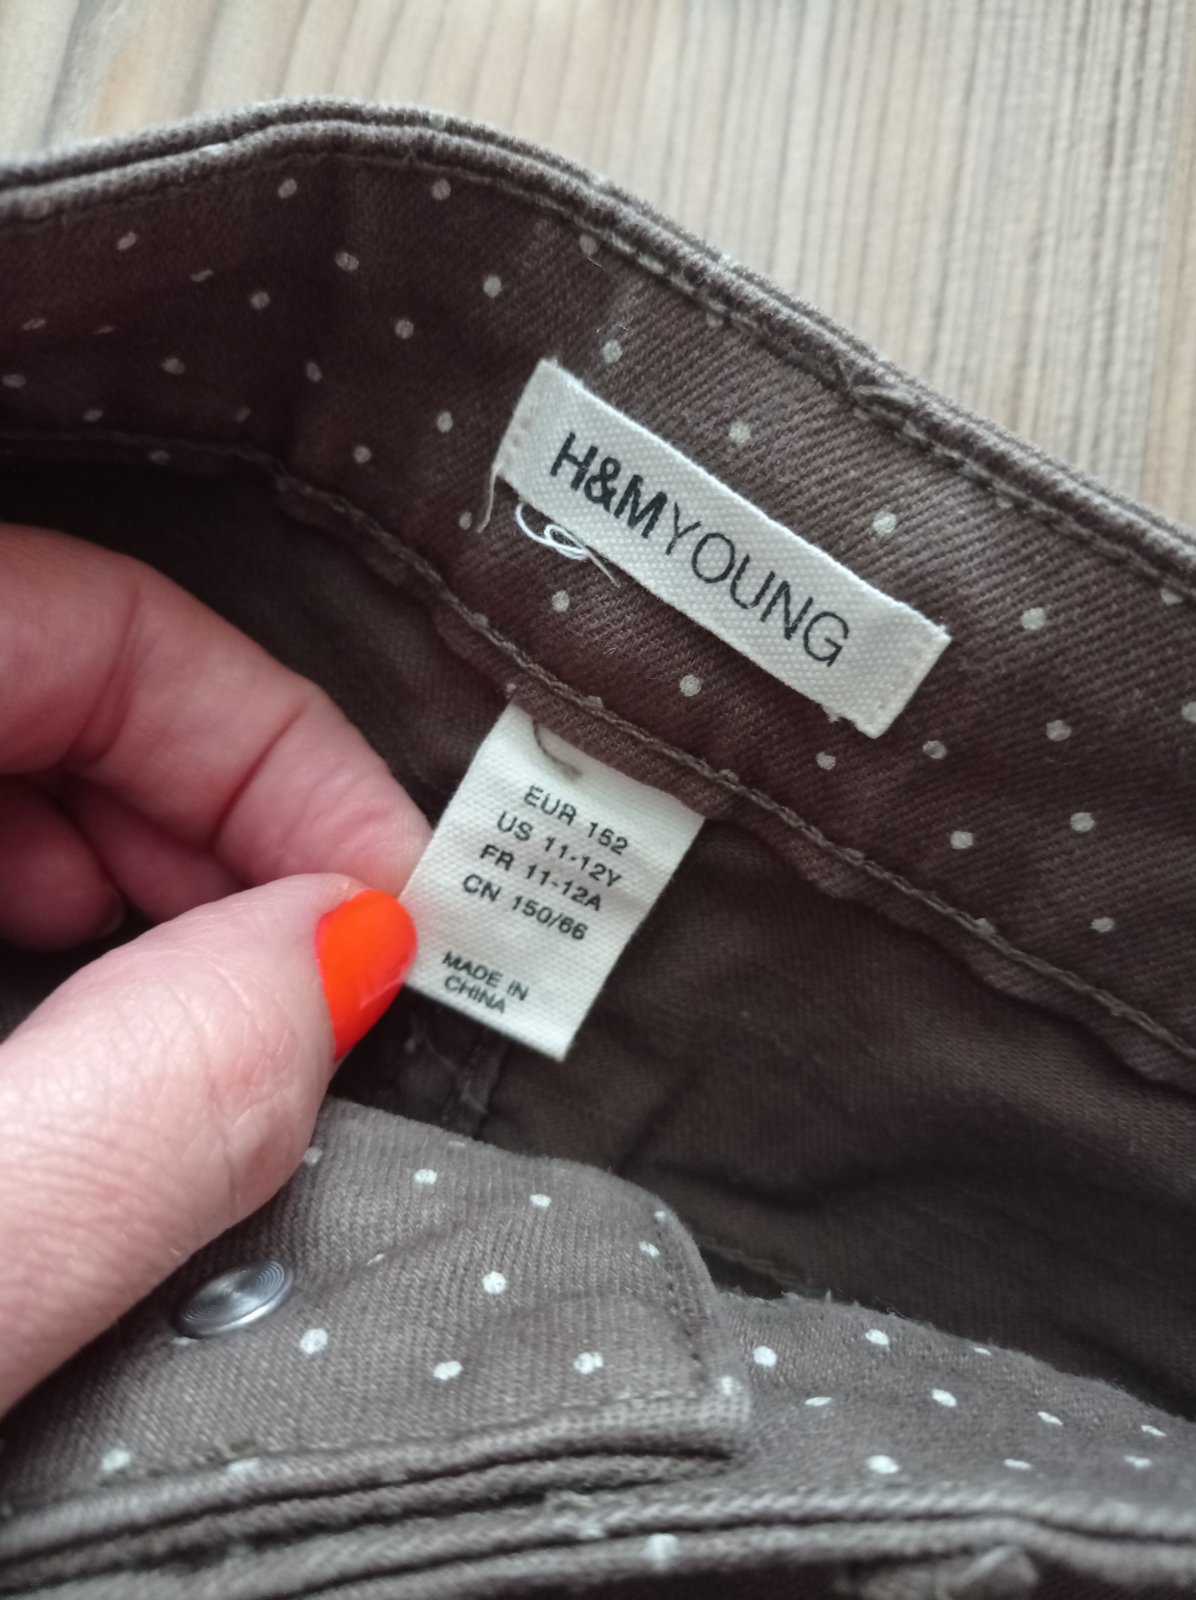 H&MYOUNG
EUR 152
US 11-12Y
FR 11-12A
CN 150/66
MADE IN
CHINA